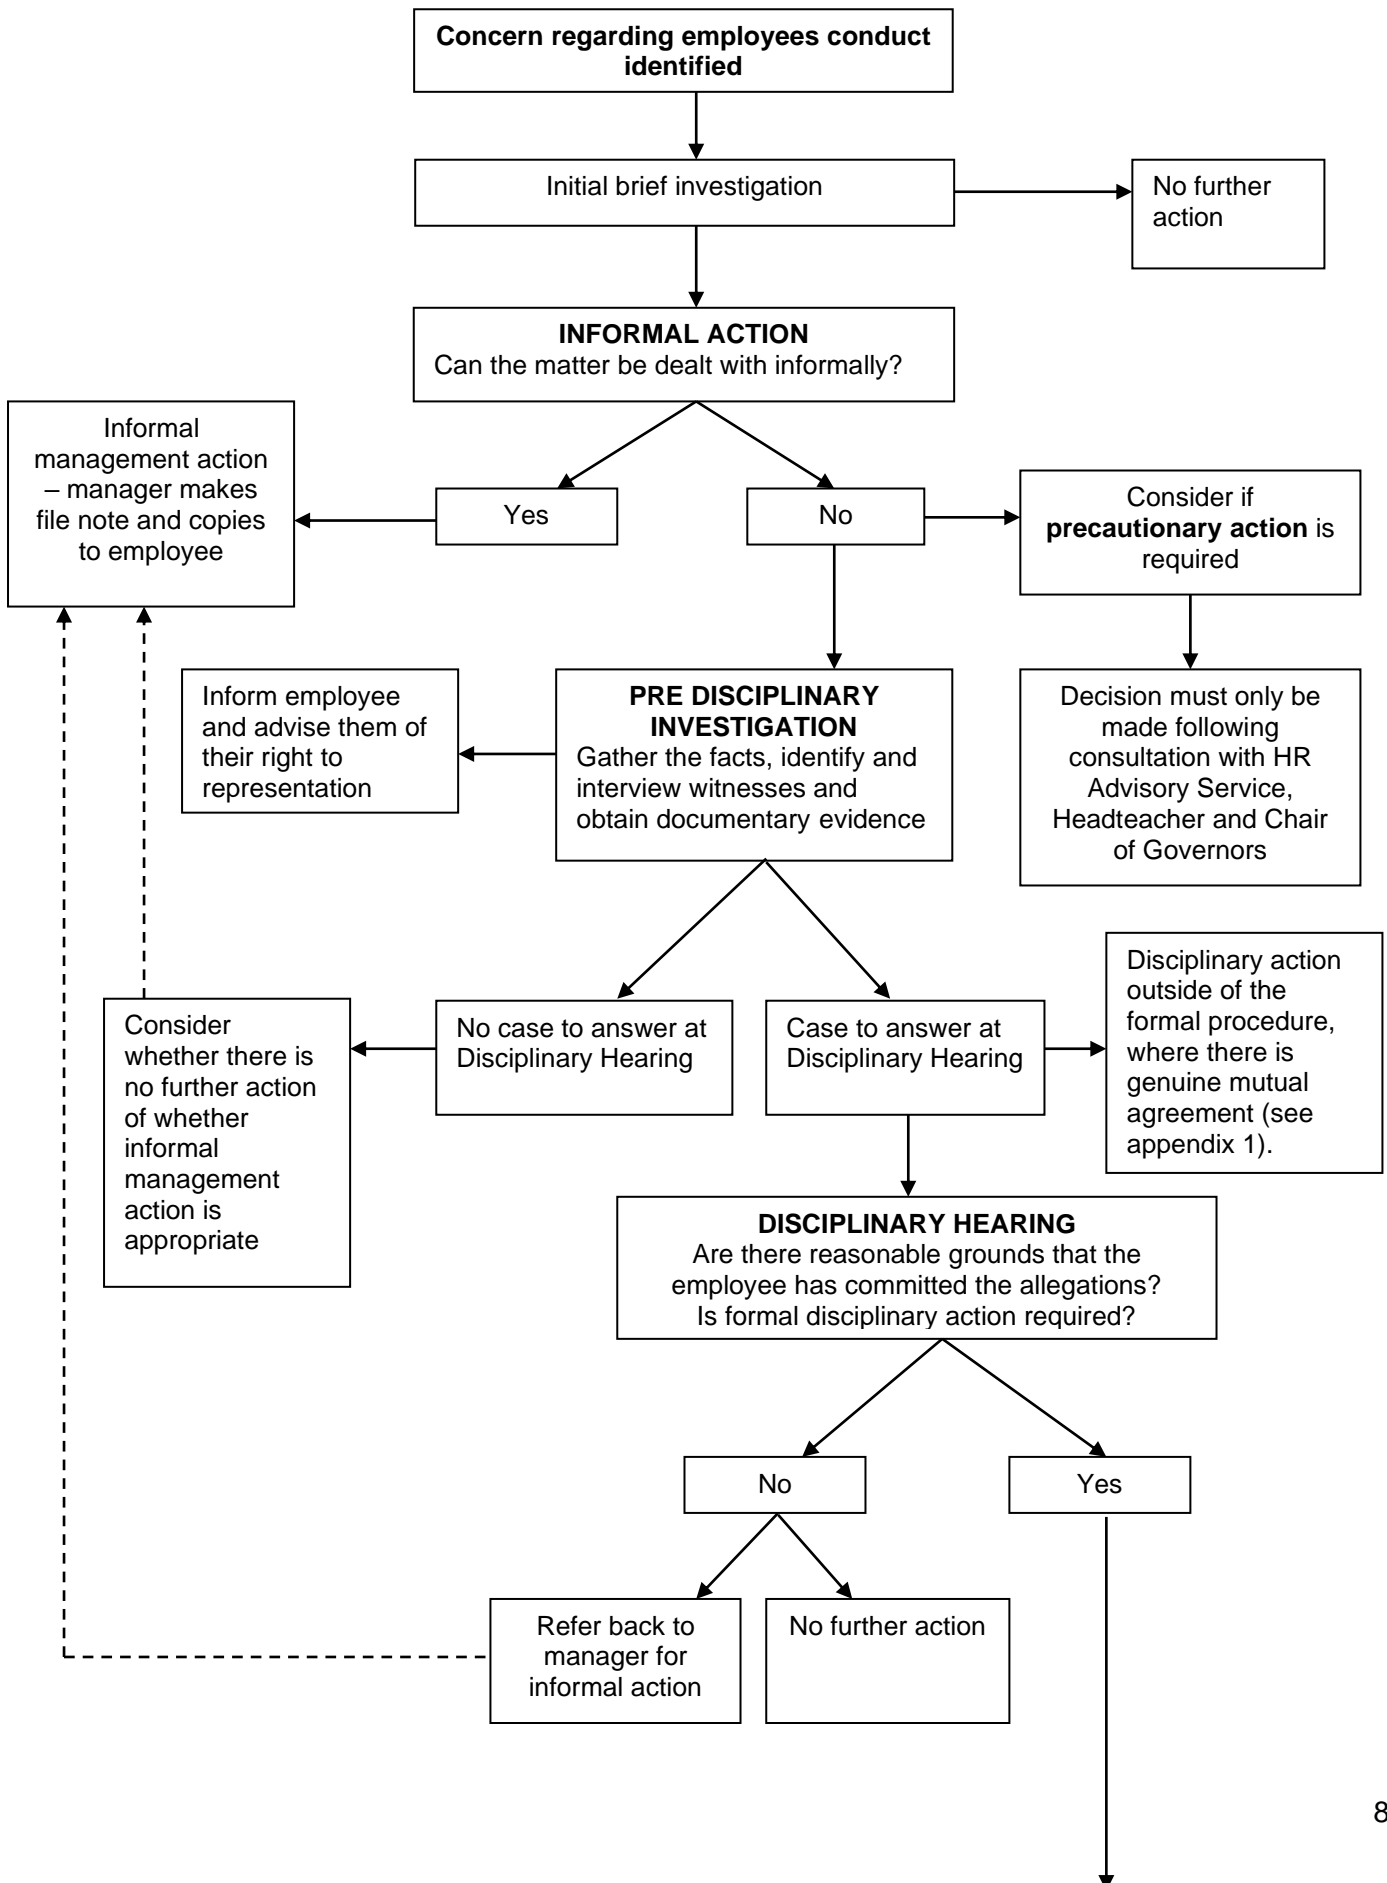 Concern regarding employees conduct
identified
Initial brief investigation
No further
action
INFORMAL ACTION
Can the matter be dealt with informally?
Informal
management action
– manager makes
file note and copies
to employee
Yes
No
Consider if
precautionary action is
required
Inform employee
and advise them of
their right to
representation
PRE DISCIPLINARY
INVESTIGATION
Gather the facts, identify and
interview witnesses and
obtain documentary evidence
Decision must only be
made following
consultation with HR
Advisory Service,
Headteacher and Chair
of Governors
Consider
whether there is
no further action
of whether
informal
management
action is
appropriate
No case to answer at
Disciplinary Hearing
Case to answer at
Disciplinary Hearing
Disciplinary action
outside of the
formal procedure,
where there is
genuine mutual
agreement (see
appendix 1).
DISCIPLINARY HEARING
Are there reasonable grounds that the
employee has committed the allegations?
Is formal disciplinary action required?
No
Yes
Refer back to
manager for
informal action
No further action
8